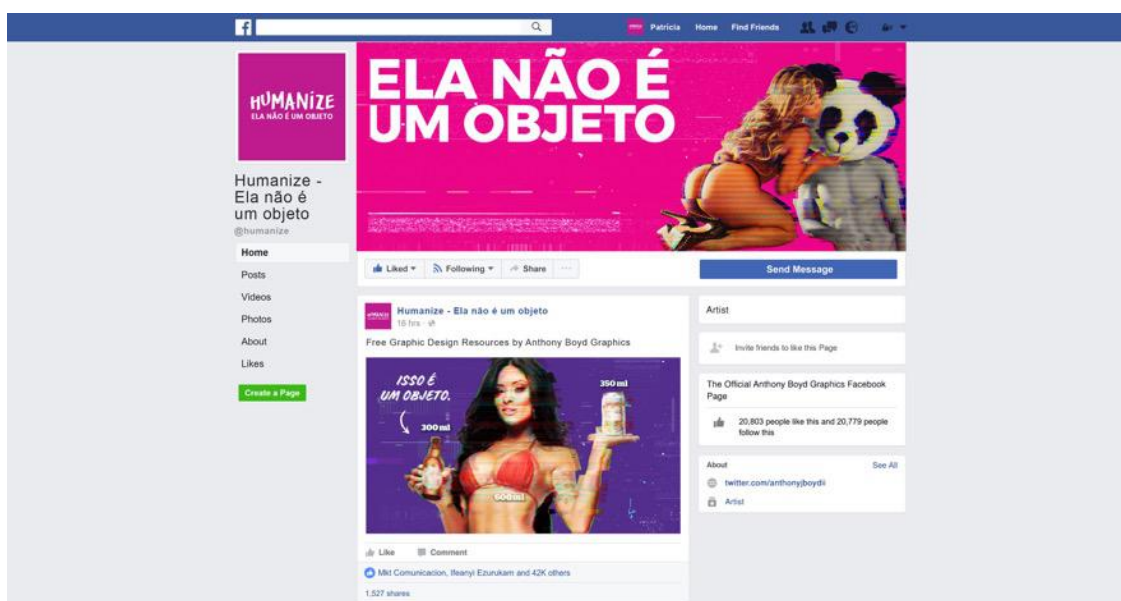 Patrícia Home Find Friends
HUMANIZE
ELA NÃO É UM OBJETO
ELA NÃO É
UM OBJETO
Humanize -
Ela não é
um objeto
@humanize
Home
Posts
Videos
Photos
About
Likes
Create a Page
Liked Following Share
Send Message
Humanize - Ela não é um objeto
16 hrs
Free Graphic Design Resources by Anthony Boyd Graphics
ISSO É
UM OBJETO.
300 ml
350 ml
600 ml
Like Comment
Mkt Comunicacion, Ifeanyi Ezurukam and 42K others
1,527 shares
Artist
Invite friends to like this Page
The Official Anthony Boyd Graphics Facebook
Page
20,803 people like this and 20,779 people
follow this
About See All
twitter.com/anthonyjboydii
Artist